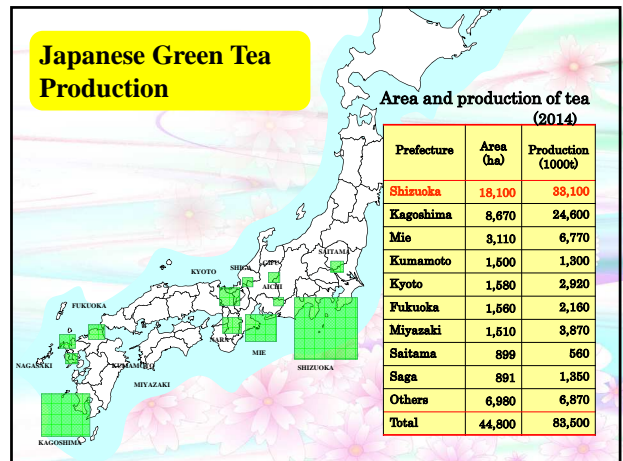 Japanese Green Tea
Production
Area and production of tea
(2014)
Prefecture Area (ha) Production (1000t)
Shizuoka 18,100 33,100
Kagoshima 8,670 24,600
Mie 3,110 6,770
Kumamoto 1,500 1,300
Kyoto 1,580 2,920
Fukuoka 1,560 2,160
Miyazaki 1,510 3,870
Saitama 899 560
Saga 891 1,350
Others 6,980 6,870
Total 44,800 83,500
SAITAMA
GIFU
SHIGA
KYOTO
AICHI
FUKUOKA
NARA
MIE
NAGASAKI
KUMAMOTO
SHIZUOKA
MIYAZAKI
KAGOSHIMA